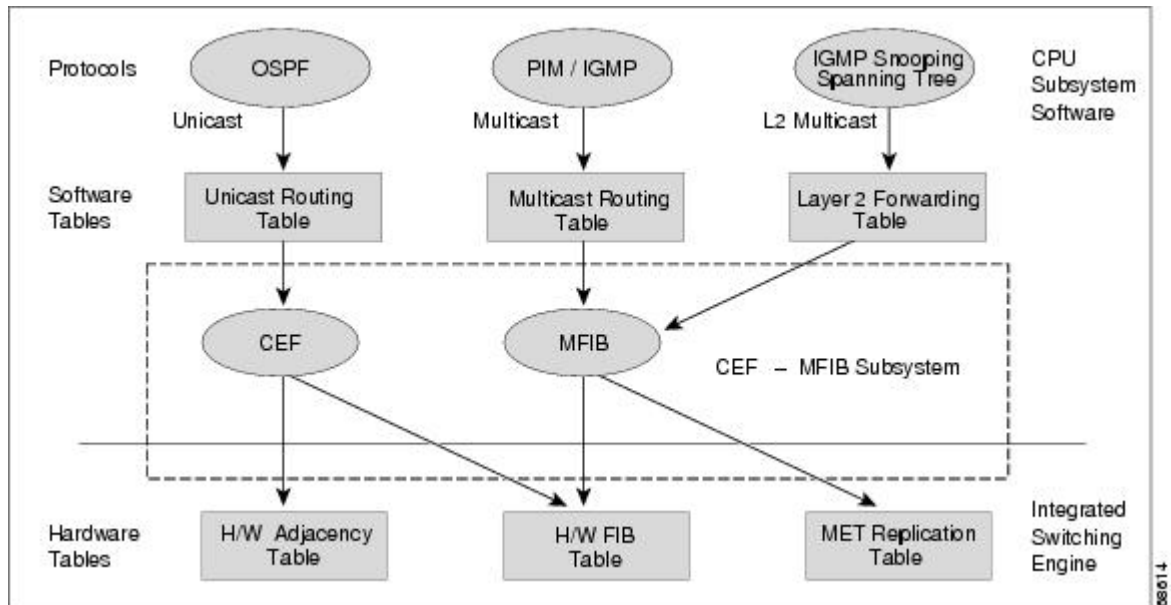 Protocols
OSPF
PIM / IGMP
IGMP Snooping
Spanning Tree
CPU
Subsystem
Software
Unicast
Multicast
L2 Multicast
Software
Tables
Unicast Routing
Table
Multicast Routing
Table
Layer 2 Forwarding
Table
CEF
MFIB
CEF – MFIB Subsystem
Hardware
Tables
H/W Adjacency
Table
H/W FIB
Table
MET Replication
Table
Integrated
Switching
Engine
68614